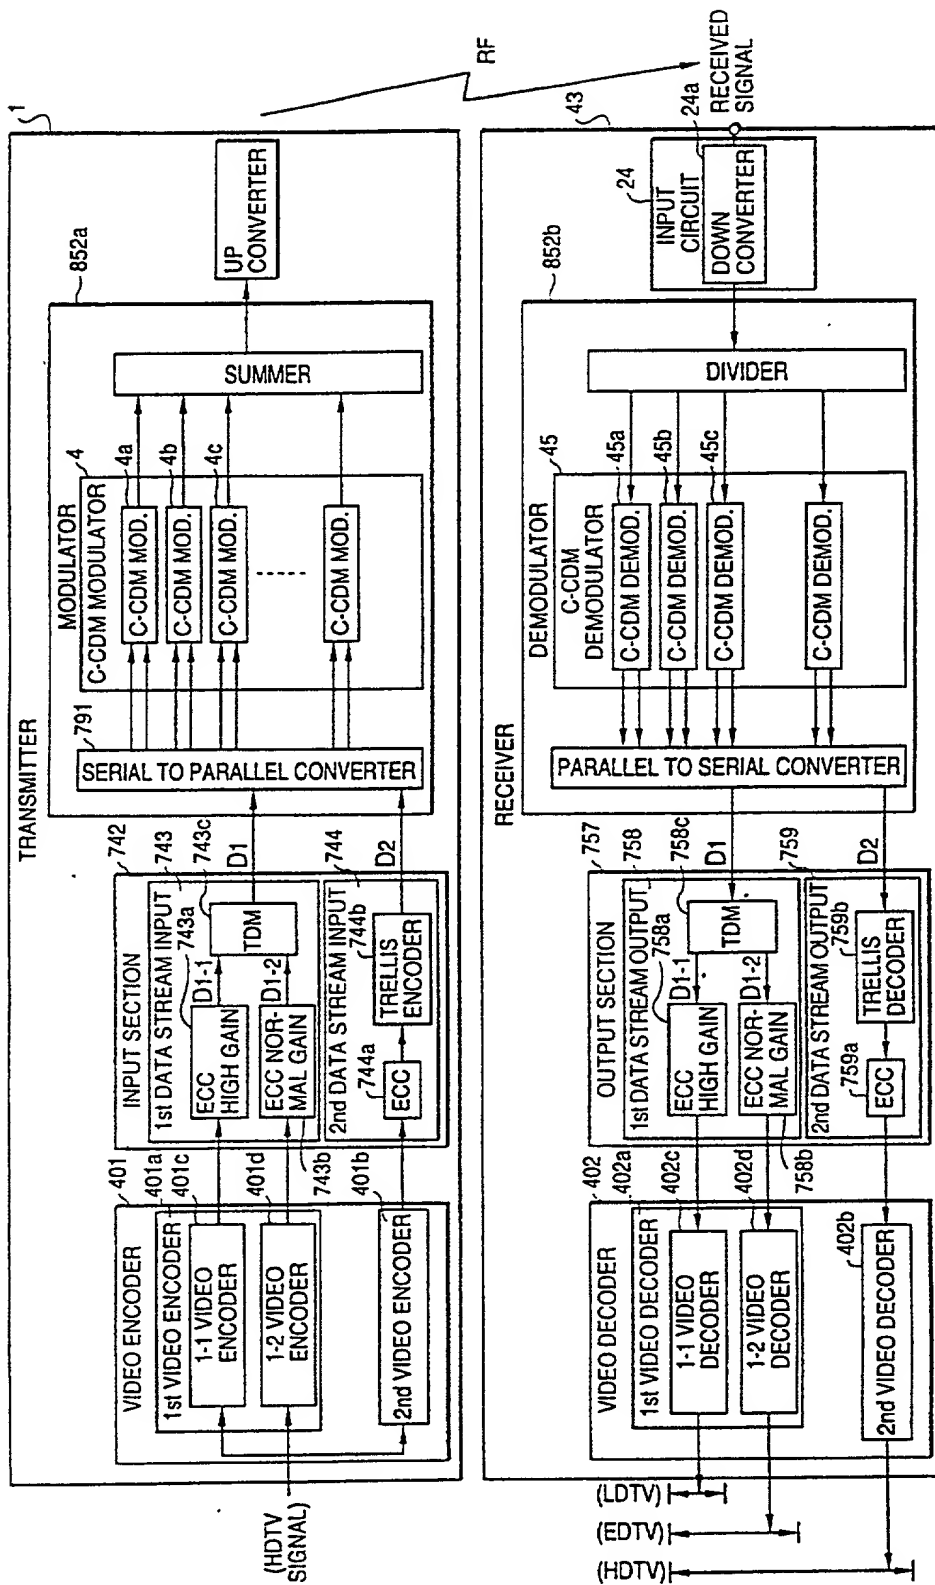 TRANSMITTER
1
VIDEO ENCODER
401
1st VIDEO ENCODER
401a
401c
1-1 VIDEO
ENCODER
401d
1-2 VIDEO
ENCODER
401b
2nd VIDEO ENCODER
(HDTV
SIGNAL)
INPUT SECTION
742
1st DATA STREAM INPUT
743
743a
ECC
HIGH GAIN
D1-1
743c
TDM
743b
ECC NOR-
MAL GAIN
D1-2
2nd DATA STREAM INPUT
744
744a
ECC
744b
TRELLIS
ENCODER
D1
D2
791
SERIAL TO PARALLEL CONVERTER
MODULATOR
C-CDM MODULATOR
4
4a
C-CDM MOD.
4b
C-CDM MOD.
4c
C-CDM MOD.
C-CDM MOD.
SUMMER
852a
UP
CONVERTER
RF
RECEIVER
43
RECEIVED
SIGNAL
24
INPUT
CIRCUIT
24a
DOWN
CONVERTER
852b
DIVIDER
DEMODULATOR
C-CDM
DEMODULATOR
45
45a
C-CDM DEMOD.
45b
C-CDM DEMOD.
45c
C-CDM DEMOD.
C-CDM DEMOD.
PARALLEL TO SERIAL CONVERTER
D1
D2
OUTPUT SECTION
757
1st DATA STREAM OUTPUT
758
758c
TDM
D1-1
758a
ECC
HIGH GAIN
D1-2
ECC NOR-
MAL GAIN
758b
2nd DATA STREAM OUTPUT
759
759b
TRELLIS
DECODER
759a
ECC
VIDEO DECODER
402
1st VIDEO DECODER
402a
402c
1-1 VIDEO
DECODER
402d
1-2 VIDEO
DECODER
402b
2nd VIDEO DECODER
(LDTV)
(EDTV)
(HDTV)